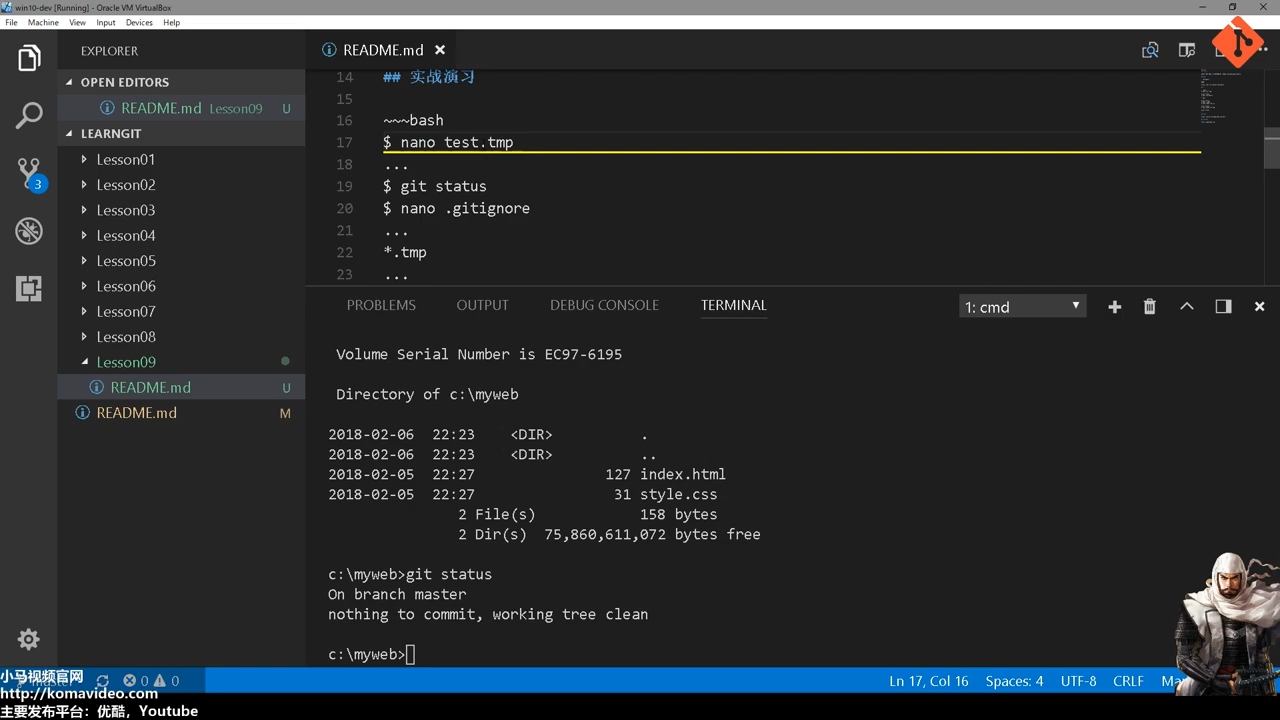 win10-dev [Running] - Oracle VM VirtualBox
File Machine View Input Devices Help
EXPLORER
OPEN EDITORS
README.md Lesson09 U
LEARNGIT
Lesson01
Lesson02
Lesson03
Lesson04
Lesson05
Lesson06
Lesson07
Lesson08
Lesson09
README.md U
README.md M
3
README.md
14 ## 实战演习
15
16 ~~~bash
17 $ nano test.tmp
18 ...
19 $ git status
20 $ nano .gitignore
21 ...
22 *.tmp
23 ...
PROBLEMS OUTPUT DEBUG CONSOLE TERMINAL 1: cmd
Volume Serial Number is EC97-6195
Directory of c:\myweb
2018-02-06 22:23 <DIR> .
2018-02-06 22:23 <DIR> ..
2018-02-05 22:27 127 index.html
2018-02-05 22:27 31 style.css
2 File(s) 158 bytes
2 Dir(s) 75,860,611,072 bytes free
c:\myweb>git status
On branch master
nothing to commit, working tree clean
c:\myweb>
小马视频官网
http://komavideo.com
主要发布平台：优酷，Youtube
0 0
Ln 17, Col 16 Spaces: 4 UTF-8 CRLF